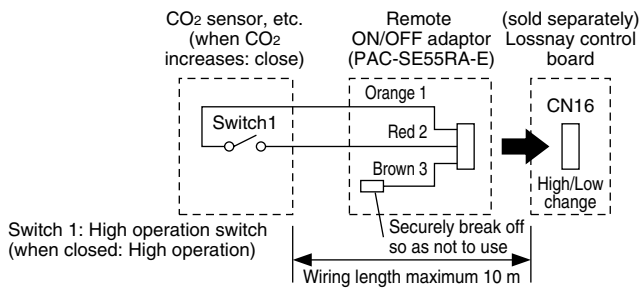 CO2 sensor, etc.
(when CO2
increases: close)
Remote
ON/OFF adaptor
(PAC-SE55RA-E)
(sold separately)
Lossnay control
board
Orange 1
Switch1
Red 2
Brown 3
CN16
High/Low
change
Securely break off
so as not to use
Switch 1: High operation switch
(when closed: High operation)
Wiring length maximum 10 m